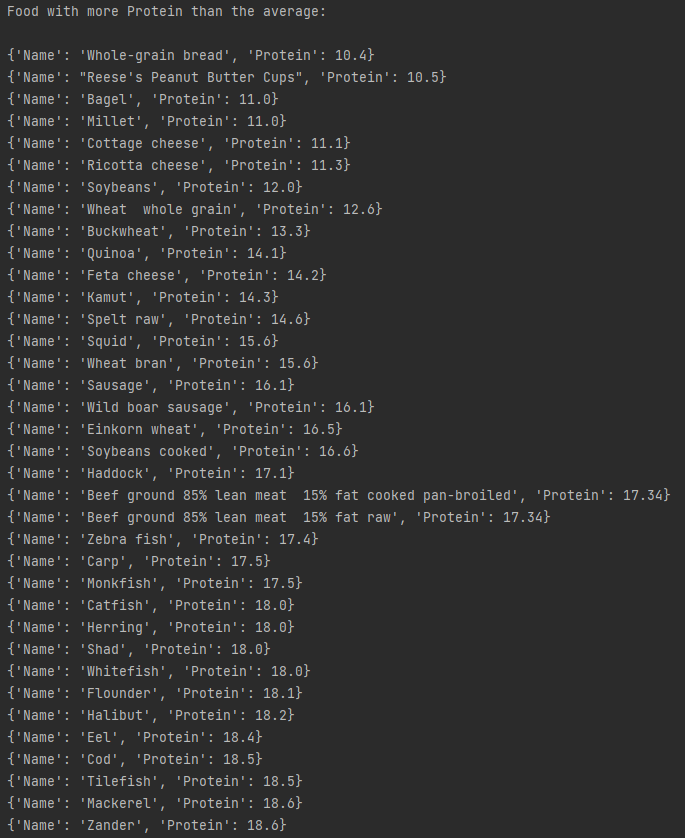 Food with more Protein than the average:
{'Name': 'Whole-grain bread', 'Protein': 10.4}
{'Name': "Reese's Peanut Butter Cups", 'Protein': 10.5}
{'Name': 'Bagel', 'Protein': 11.0}
{'Name': 'Millet', 'Protein': 11.0}
{'Name': 'Cottage cheese', 'Protein': 11.1}
{'Name': 'Ricotta cheese', 'Protein': 11.3}
{'Name': 'Soybeans', 'Protein': 12.0}
{'Name': 'Wheat  whole grain', 'Protein': 12.6}
{'Name': 'Buckwheat', 'Protein': 13.3}
{'Name': 'Quinoa', 'Protein': 14.1}
{'Name': 'Feta cheese', 'Protein': 14.2}
{'Name': 'Kamut', 'Protein': 14.3}
{'Name': 'Spelt raw', 'Protein': 14.6}
{'Name': 'Squid', 'Protein': 15.6}
{'Name': 'Wheat bran', 'Protein': 15.6}
{'Name': 'Sausage', 'Protein': 16.1}
{'Name': 'Wild boar sausage', 'Protein': 16.1}
{'Name': 'Einkorn wheat', 'Protein': 16.5}
{'Name': 'Soybeans cooked', 'Protein': 16.6}
{'Name': 'Haddock', 'Protein': 17.1}
{'Name': 'Beef ground 85% lean meat  15% fat cooked pan-broiled', 'Protein': 17.34}
{'Name': 'Beef ground 85% lean meat  15% fat raw', 'Protein': 17.34}
{'Name': 'Zebra fish', 'Protein': 17.4}
{'Name': 'Carp', 'Protein': 17.5}
{'Name': 'Monkfish', 'Protein': 17.5}
{'Name': 'Catfish', 'Protein': 18.0}
{'Name': 'Herring', 'Protein': 18.0}
{'Name': 'Shad', 'Protein': 18.0}
{'Name': 'Whitefish', 'Protein': 18.0}
{'Name': 'Flounder', 'Protein': 18.1}
{'Name': 'Halibut', 'Protein': 18.2}
{'Name': 'Eel', 'Protein': 18.4}
{'Name': 'Cod', 'Protein': 18.5}
{'Name': 'Tilefish', 'Protein': 18.5}
{'Name': 'Mackerel', 'Protein': 18.6}
{'Name': 'Zander', 'Protein': 18.6}